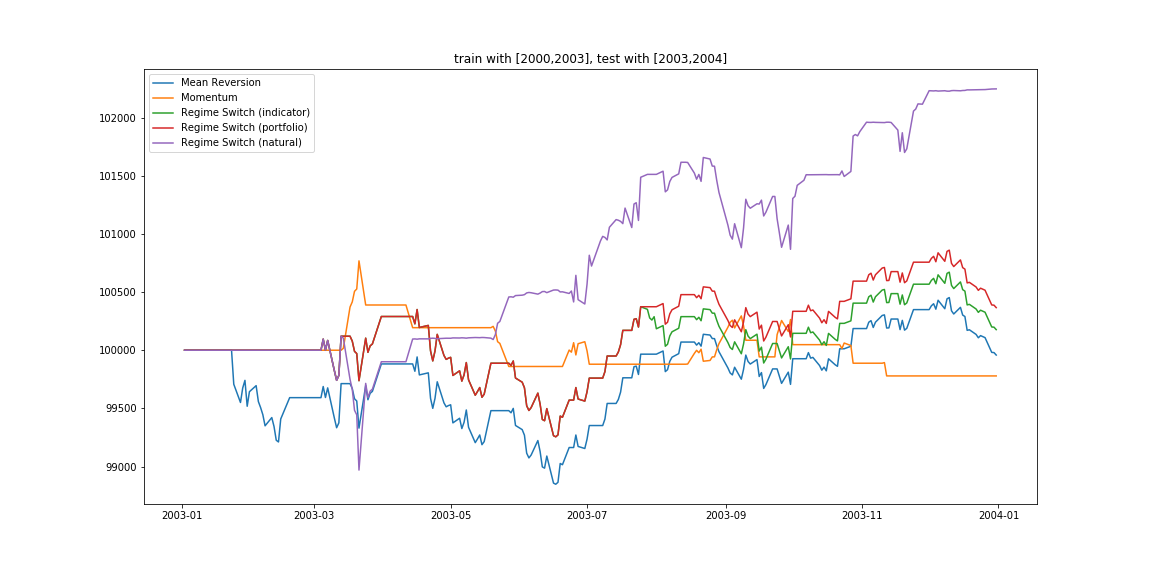 train with [2000,2003], test with [2003,2004]
Mean Reversion
Momentum
Regime Switch (indicator)
Regime Switch (portfolio)
Regime Switch (natural)
102000
101500
101000
100500
100000
99500
99000
2003-01 2003-03 2003-05 2003-07 2003-09 2003-11 2004-01